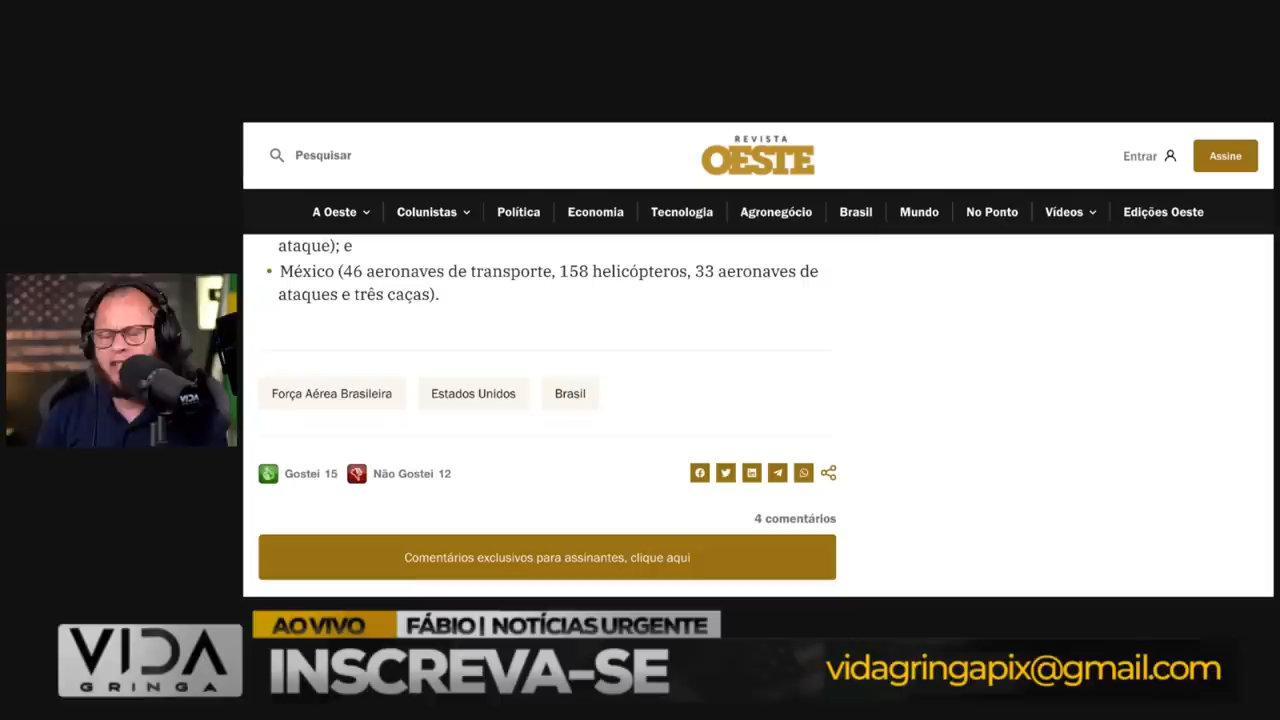 Pesquisar
REVISTA
OESTE
Entrar
Assine
A Oeste
Colunistas
Política
Economia
Tecnologia
Agronegócio
Brasil
Mundo
No Ponto
Vídeos
Edições Oeste
ataque); e
• México (46 aeronaves de transporte, 158 helicópteros, 33 aeronaves de
ataques e três caças).
Força Aérea Brasileira
Estados Unidos
Brasil
Gostei 15
Não Gostei 12
4 comentários
Comentários exclusivos para assinantes, clique aqui
VIDA
AO VIVO
FÁBIO | NOTÍCIAS URGENTE
VIDA
GRINGA
INSCREVA-SE
vidagringapix@gmail.com